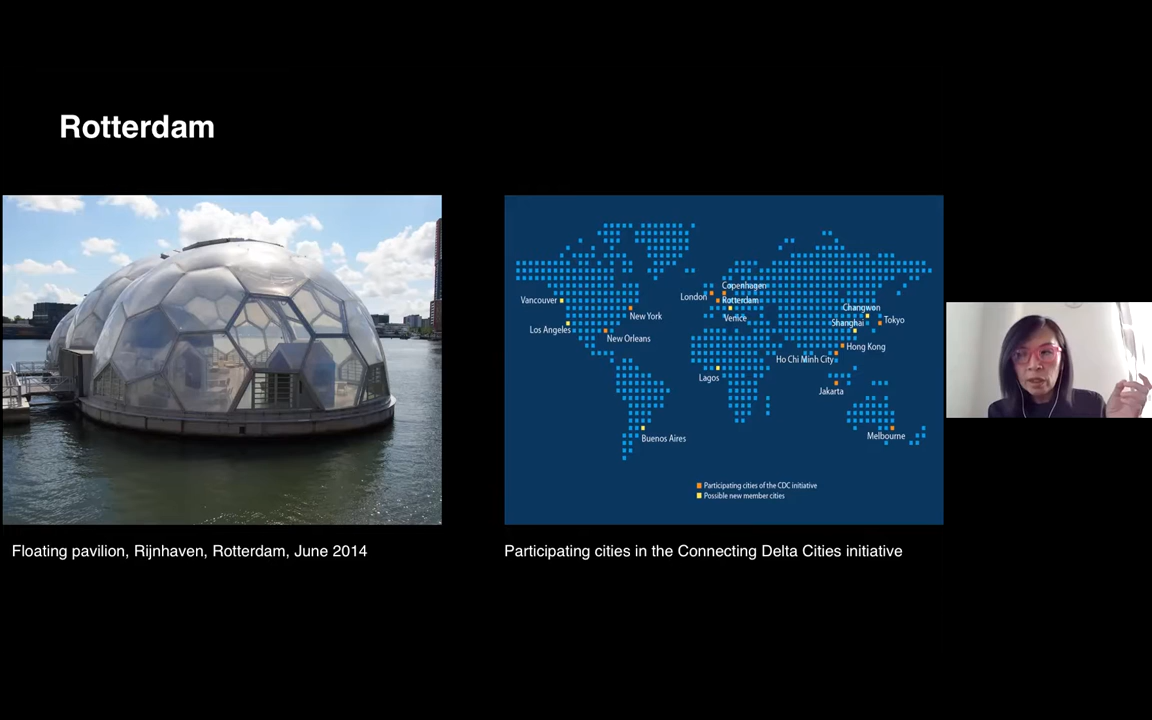 Rotterdam
Copenhagen
London
Rotterdam
Vancouver
Venice
Changwon
New York
Tokyo
Shanghai
Los Angeles
New Orleans
Hong Kong
Ho Chi Minh City
Lagos
Jakarta
Buenos Aires
Melbourne
Participating cities of the CDC initiative
Possible new member cities
Floating pavilion, Rijnhaven, Rotterdam, June 2014
Participating cities in the Connecting Delta Cities initiative